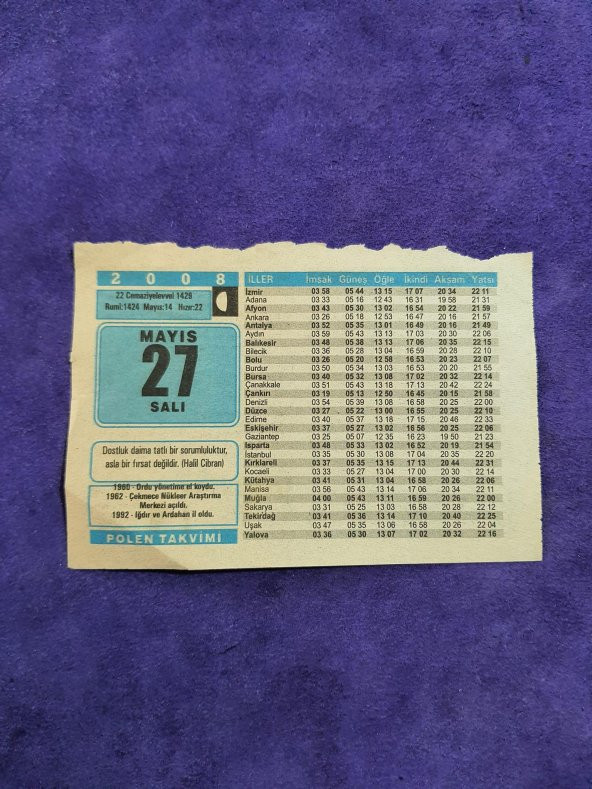 2 0 0 8
22 Cemaziyelevvel 1429
Rumi:1424 Mayıs:14 Hızır:22
MAYIS
27
SALI
Dostluk daima tatlı bir sorumluluktur,
asla bir fırsat değildir. (Halil Cibran)
1960 - Ordu yönetime el koydu.
1962 - Çekmece Nükleer Araştırma
Merkezi açıldı.
1992 - Iğdır ve Ardahan il oldu.
POLEN TAKVİMİ
İLLER İmsak Güneş Öğle İkindi Akşam Yatsı
İzmir 03 58 05 44 13 15 17 07 20 34 22 11
Adana 03 33 05 16 12 43 16 31 19 58 21 31
Afyon 03 43 05 30 13 02 16 54 20 22 21 59
Ankara 03 26 05 18 12 53 16 47 20 16 21 57
Antalya 03 52 05 35 13 01 16 49 20 16 21 49
Aydın 03 59 05 43 13 13 17 03 20 30 22 06
Balıkesir 03 48 05 38 13 13 17 06 20 35 22 15
Bilecik 03 36 05 28 13 04 16 59 20 28 22 10
Bolu 03 26 05 20 12 58 16 53 20 23 22 07
Burdur 03 50 05 34 13 03 16 53 20 20 21 55
Bursa 03 40 05 32 13 08 17 02 20 32 22 14
Çanakkale 03 51 05 43 13 18 17 13 20 42 22 24
Çankırı 03 19 05 13 12 50 16 45 20 15 21 58
Denizli 03 54 05 39 13 08 16 58 20 25 22 00
Düzce 03 27 05 22 13 00 16 55 20 25 22 10
Edirne 03 40 05 37 13 18 17 15 20 46 22 33
Eskişehir 03 37 05 27 13 02 16 56 20 25 22 06
Gaziantep 03 25 05 07 12 35 16 23 19 50 21 23
Isparta 03 48 05 33 13 02 16 52 20 19 21 54
İstanbul 03 35 05 30 13 08 17 04 20 35 22 20
Kırklareli 03 37 05 35 13 15 17 13 20 44 22 31
Kocaeli 03 33 05 27 13 04 17 00 20 30 22 14
Kütahya 03 41 05 31 13 04 16 58 20 26 22 06
Manisa 03 56 05 43 13 14 17 06 20 34 22 11
Muğla 04 00 05 43 13 11 16 59 20 26 22 00
Sakarya 03 31 05 25 13 03 16 58 20 28 22 12
Tekirdağ 03 41 05 36 13 14 17 10 20 40 22 25
Uşak 03 47 05 35 13 06 16 58 20 26 22 04
Yalova 03 36 05 30 13 07 17 02 20 32 22 16